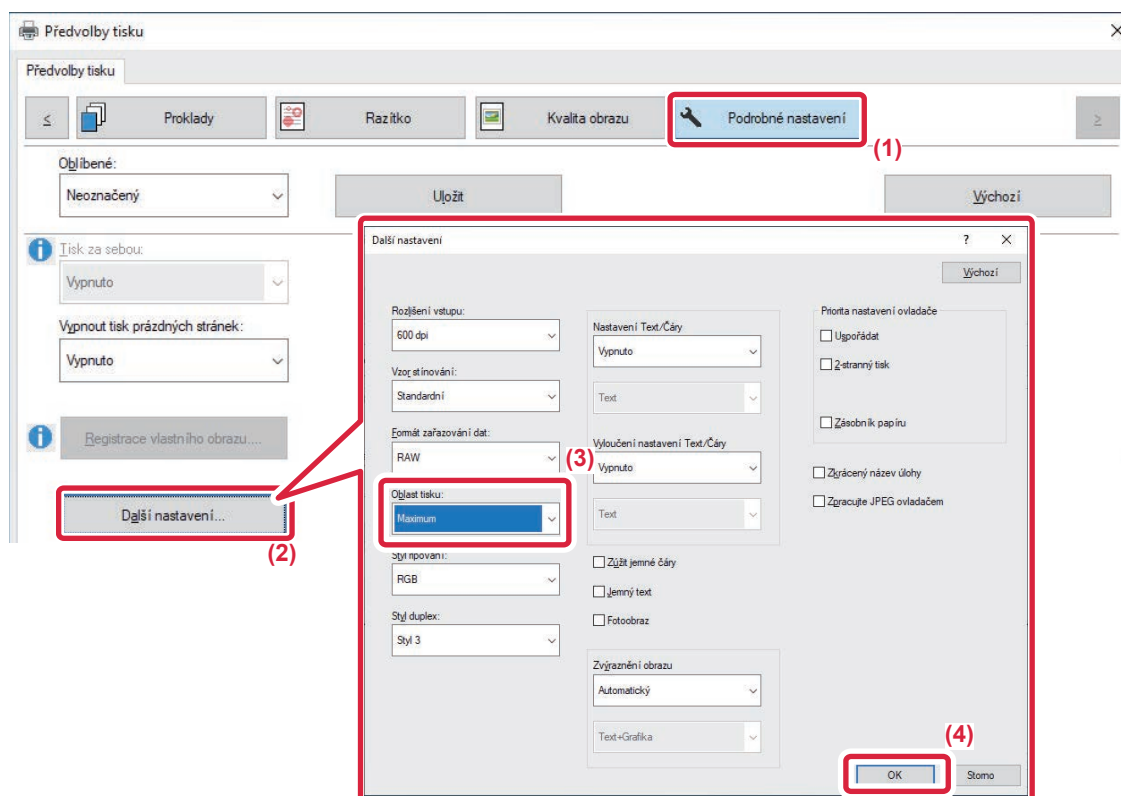 Předvolby tisku
Předvolby tisku
≤
Proklady
Razítko
Kvalita obrazu
Podrobné nastavení
≥
(1)
Oblíbené:
Neoznačený
Uložit
Výchozí
Tisk za sebou:
Vypnuto
Vypnout tisk prázdných stránek:
Vypnuto
Registrace vlastního obrazu....
Další nastavení...
(2)
Další nastavení
?
Výchozí
Rozlišení vstupu:
600 dpi
Vzor stínování:
Standardní
Formát zařazování dat:
RAW
(3)
Oblast tisku:
Maximum
Styl ripování:
RGB
Styl duplex:
Styl 3
Nastavení Text/Čáry
Vypnuto
Text
Vyloučení nastavení Text/Čáry
Vypnuto
Text
Zúžit jemné čáry
Jemný text
Fotoobraz
Zvýraznění obrazu
Automatický
Text+Grafika
Priorita nastavení ovladače
Uspořádat
2-stranný tisk
Zásobník papíru
Zkrácený název úlohy
Zpracujte JPEG ovladačem
(4)
OK
Storno